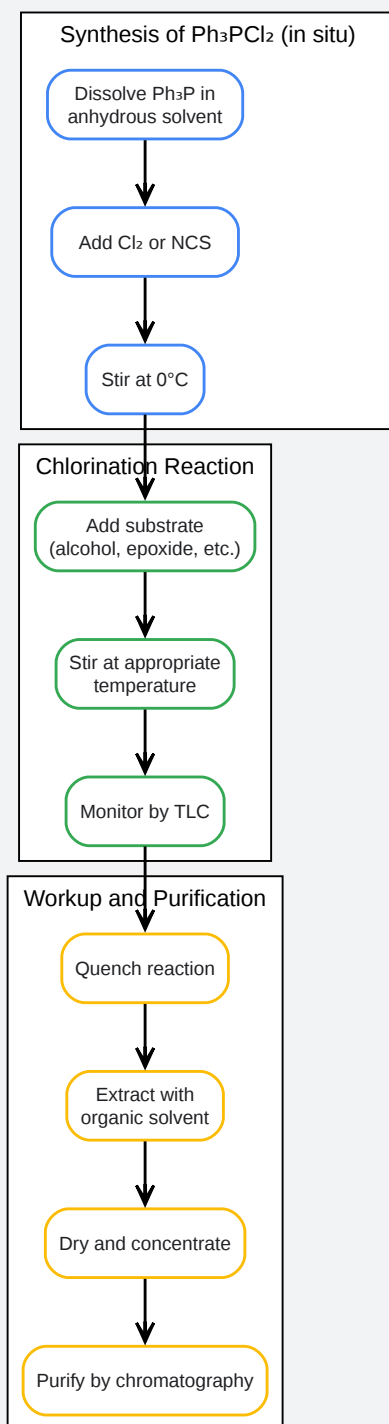 Synthesis of Ph₃PCl₂ (in situ)
Dissolve Ph₃P in
anhydrous solvent
Add Cl₂ or NCS
Stir at 0°C
Chlorination Reaction
Add substrate
(alcohol, epoxide, etc.)
Stir at appropriate
temperature
Monitor by TLC
Workup and Purification
Quench reaction
Extract with
organic solvent
Dry and concentrate
Purify by chromatography